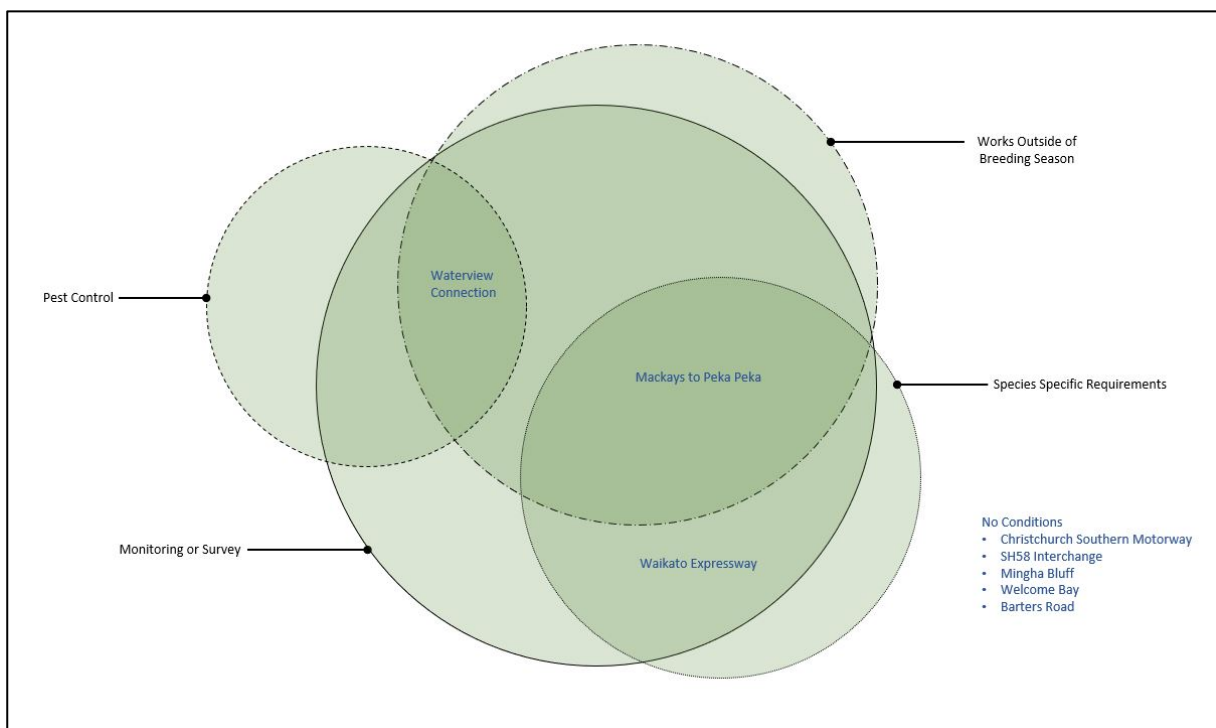 Works Outside of
Breeding Season
Waterview
Connection
Pest Control
Mackays to Peka Peka
Species Specific Requirements
Monitoring or Survey
Waikato Expressway
No Conditions
• Christchurch Southern Motorway
• SH58 Interchange
• Mingha Bluff
• Welcome Bay
• Barters Road